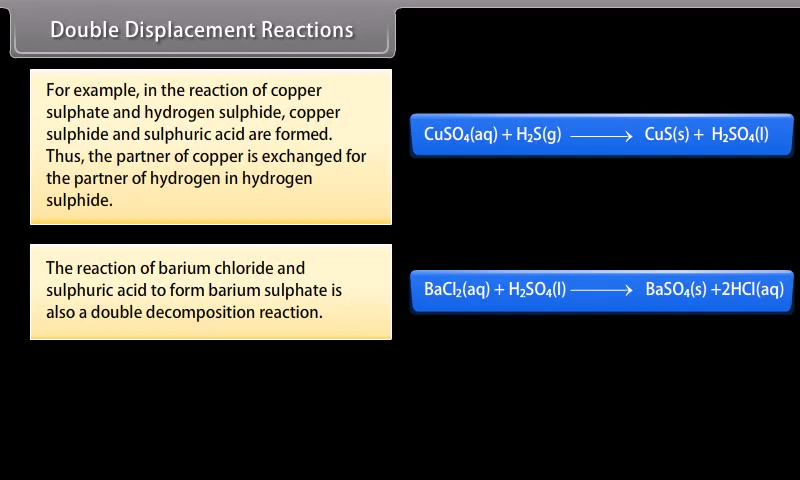 Double Displacement Reactions
For example, in the reaction of copper
sulphate and hydrogen sulphide, copper
sulphide and sulphuric acid are formed.
Thus, the partner of copper is exchanged for
the partner of hydrogen in hydrogen
sulphide.
CuSO₄(aq) + H₂S(g) ⟶ CuS(s) + H₂SO₄(l)
The reaction of barium chloride and
sulphuric acid to form barium sulphate is
also a double decomposition reaction.
BaCl₂(aq) + H₂SO₄(l) ⟶ BaSO₄(s) +2HCl(aq)